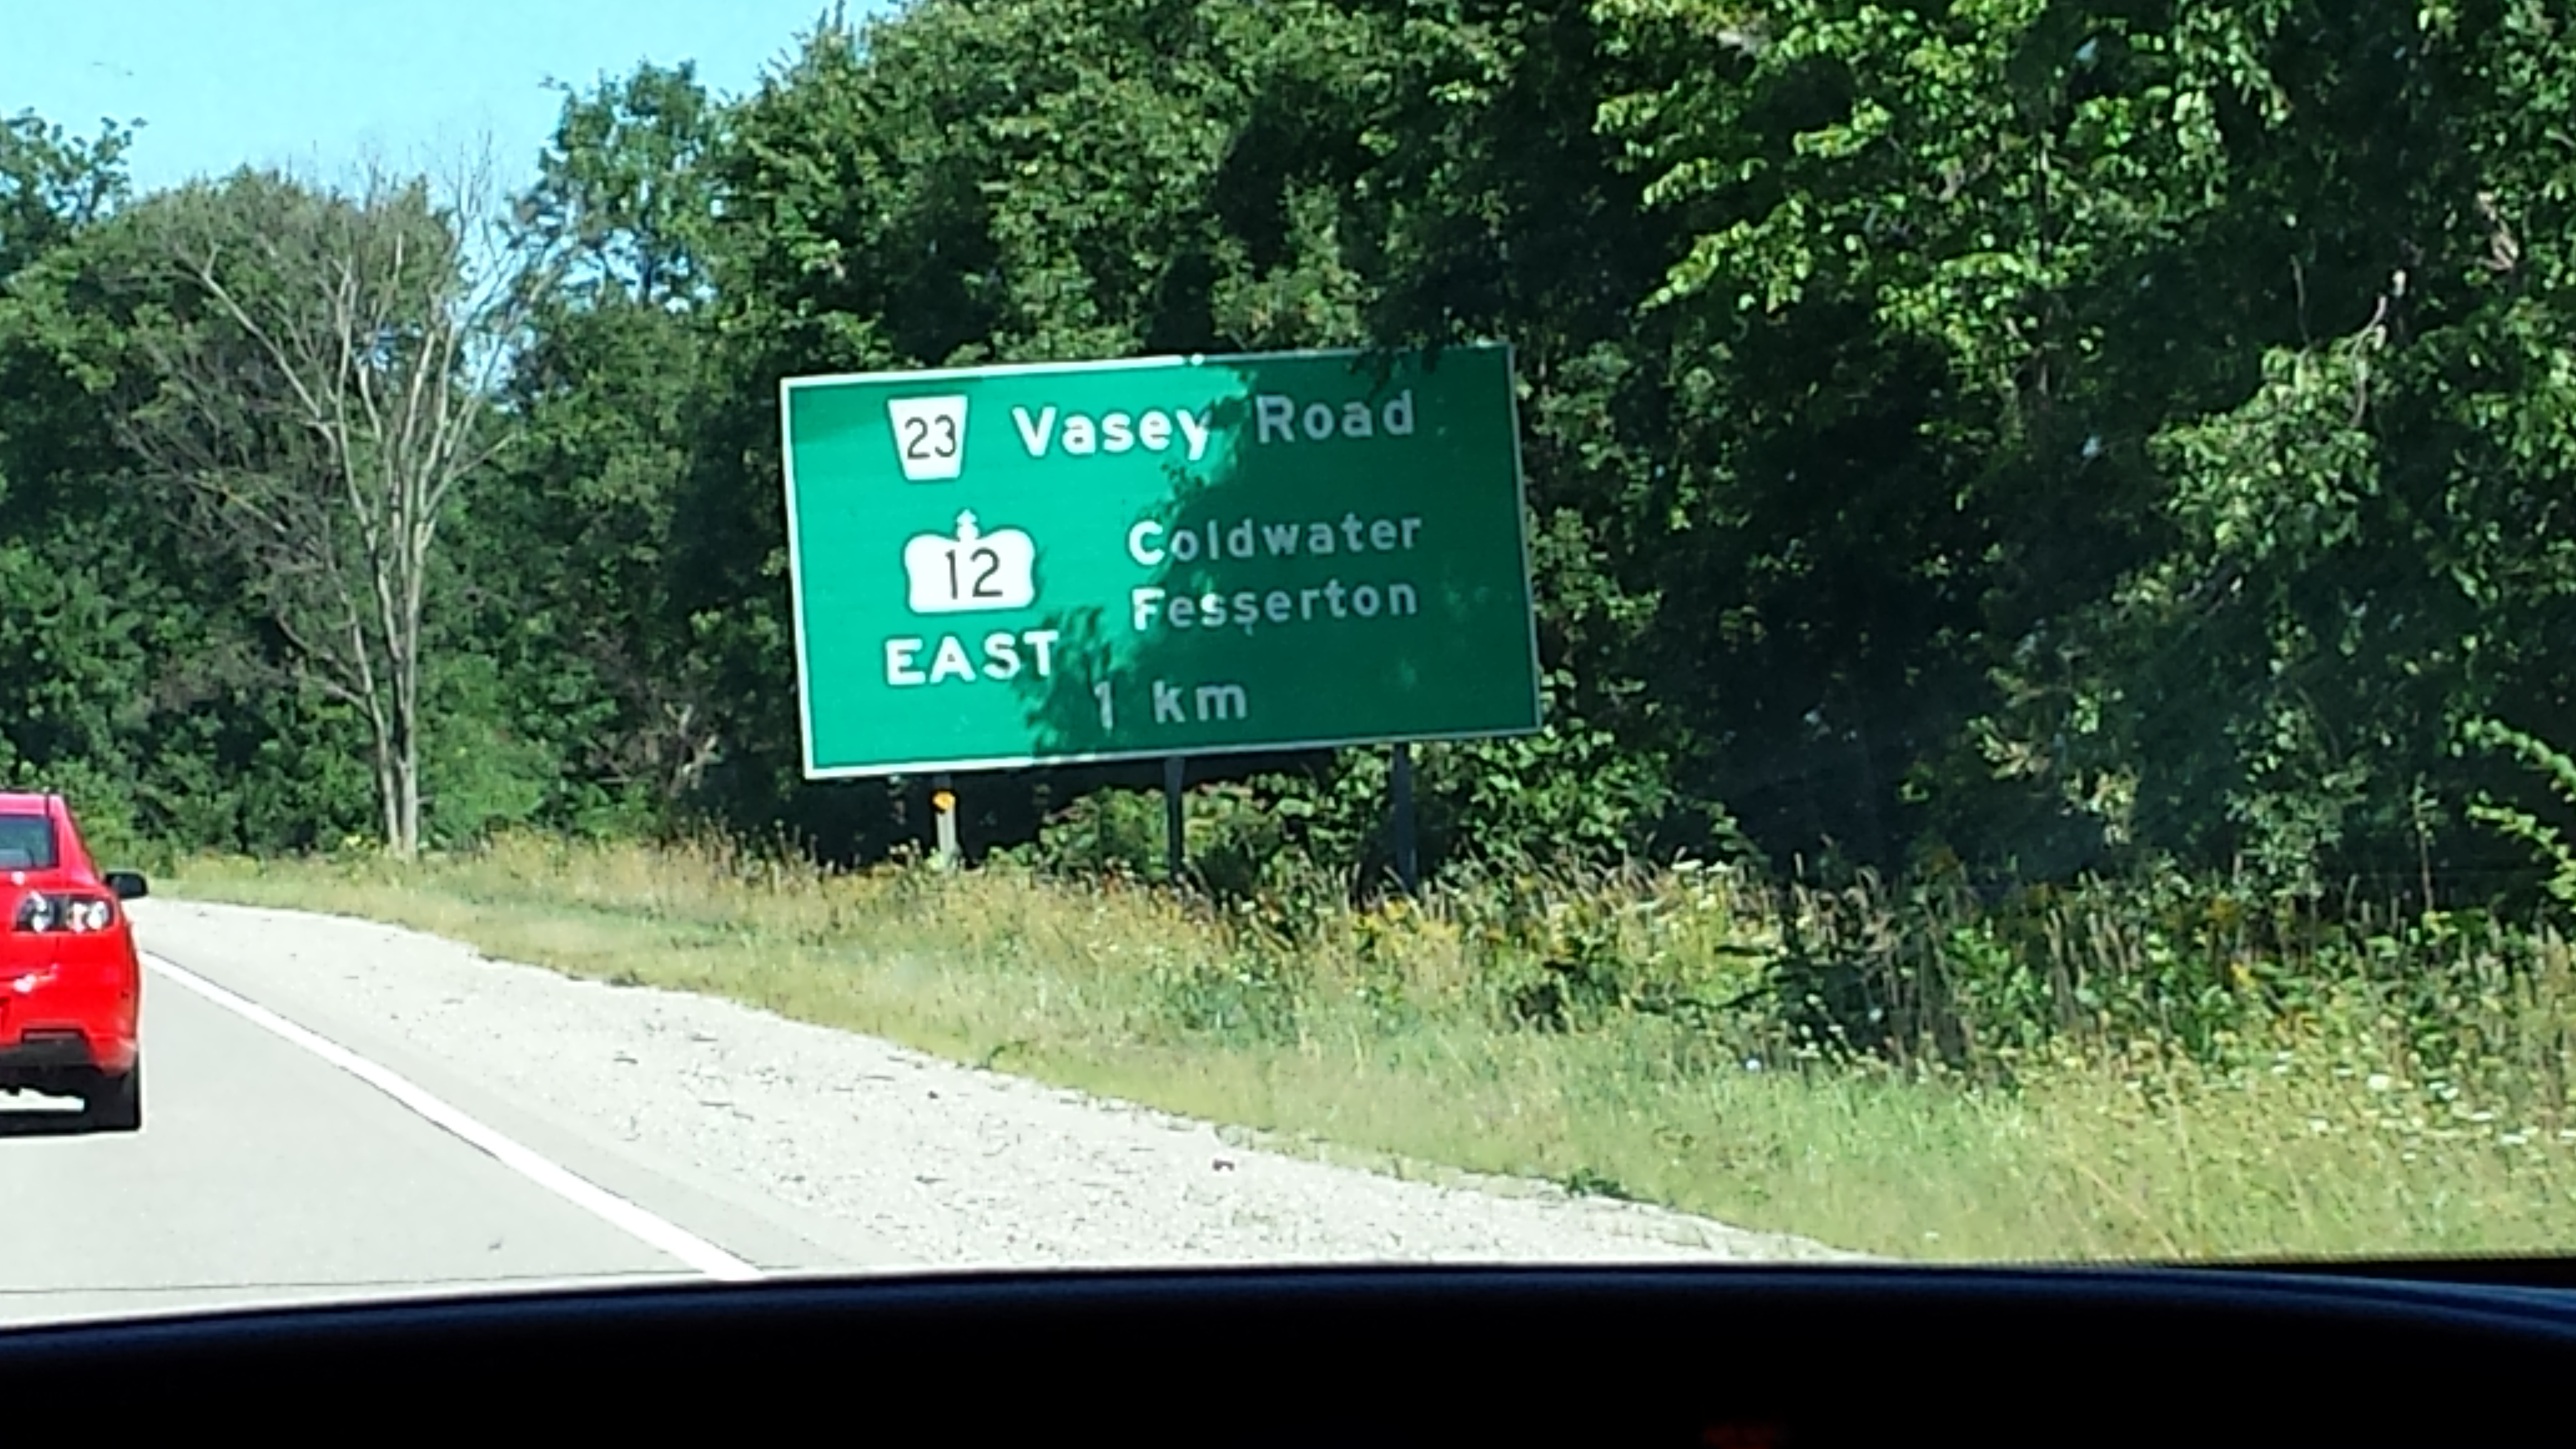 23 Vasey Road
12 Coldwater
Fesserton
EAST
1 km